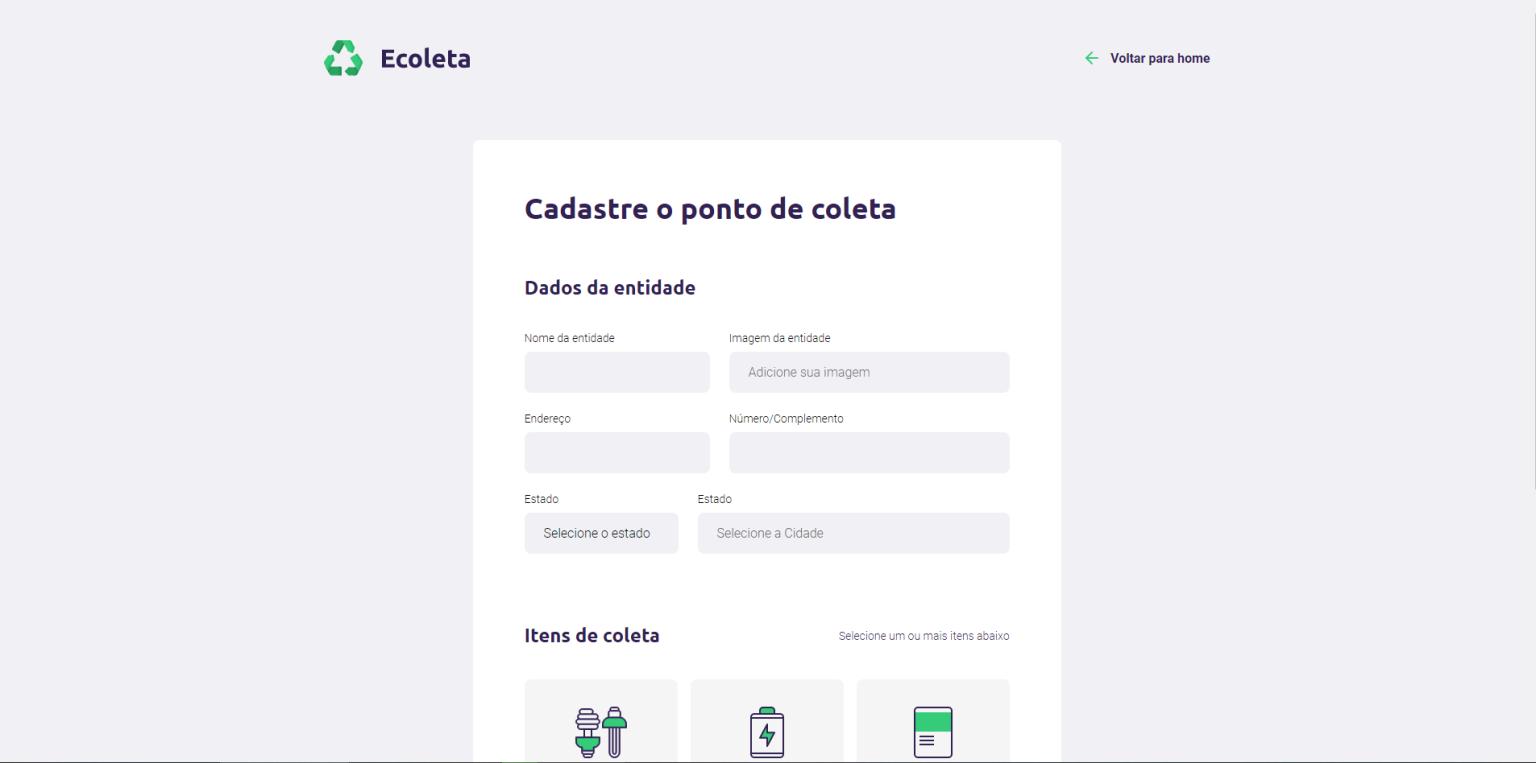 Ecoleta
Voltar para home
Cadastre o ponto de coleta
Dados da entidade
Nome da entidade
Imagem da entidade
Adicione sua imagem
Endereço
Número/Complemento
Estado
Estado
Selecione o estado
Selecione a Cidade
Itens de coleta
Selecione um ou mais itens abaixo